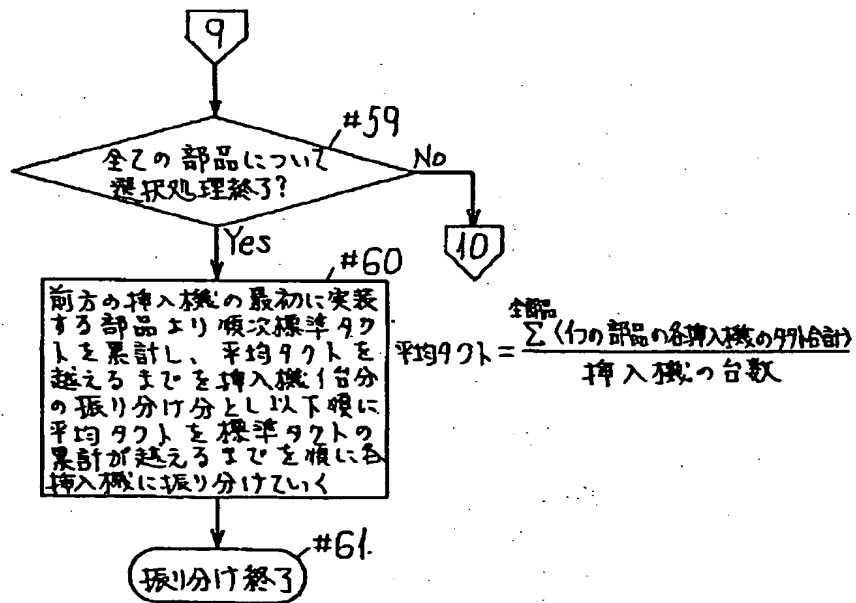 9
#59
全ての部品について
選択処理終了?
No
10
Yes
#60
前方の挿入機の最初に実装
する部品より順次標準タク
トを累計し、平均タクトを
越えるまでを挿入機1台分
の振り分け分とし以下順に
平均タクトを標準タクトの
累計が越えるまでを順に各
挿入機に振り分けていく
全部品
平均タクト=Σ(1つの部品の各挿入機のタクト合計)
挿入機の台数
#61.
振り分け終了